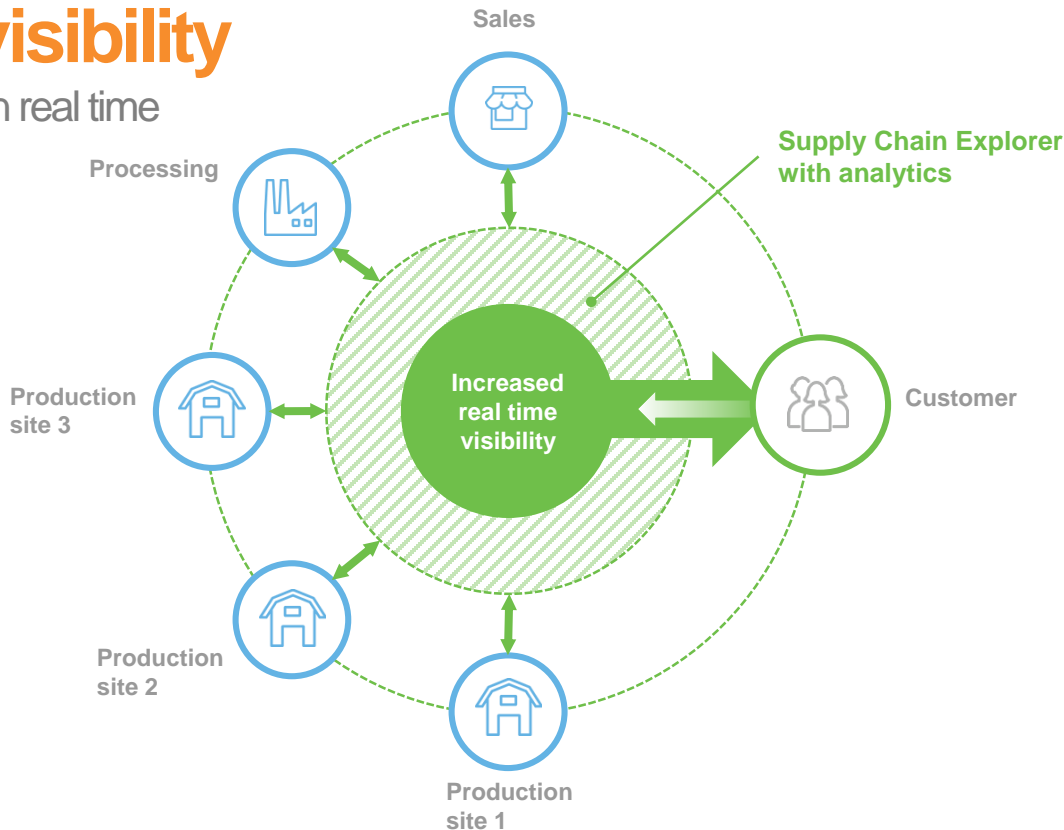 visibility
n real time
Sales
Processing
Supply Chain Explorer
with analytics
Increased
real time
visibility
Production
site 3
Customer
Production
site 2
Production
site 1